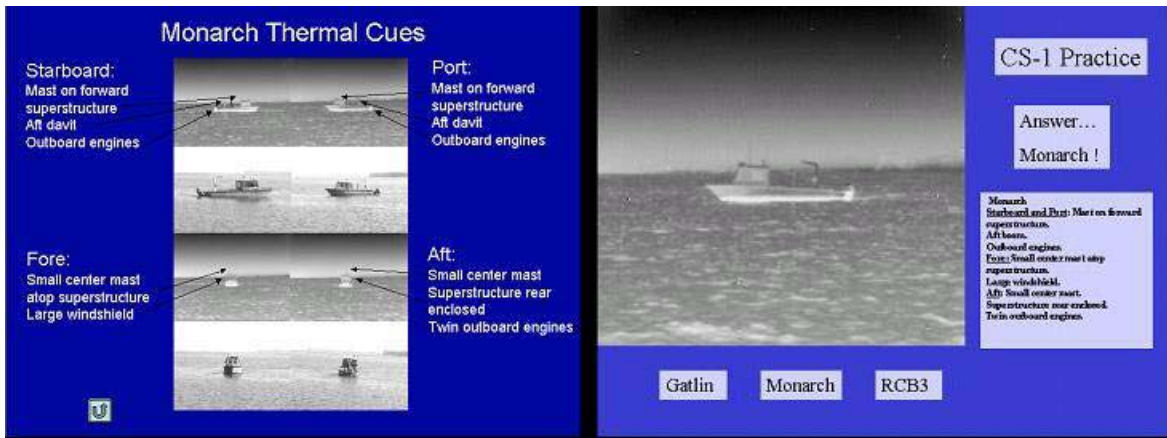 Monarch Thermal Cues
Starboard:
Mast on forward
superstructure
Aft davit
Outboard engines
Port:
Mast on forward
superstructure
Aft davit
Outboard engines
Fore:
Small center mast
atop superstructure
Large windshield
Aft:
Small center mast
Superstructure rear
enclosed
Twin outboard engines
CS-1 Practice
Answer…
Monarch !
Monarch
Starboard and Port: Mast on forward
superstructure.
Aft boom.
Outboard engines.
Fore: Small center mast atop
superstructure.
Large windshield.
Aft: Small center mast.
Superstructure rear enclosed.
Twin outboard engines.
Gatlin
Monarch
RCB3